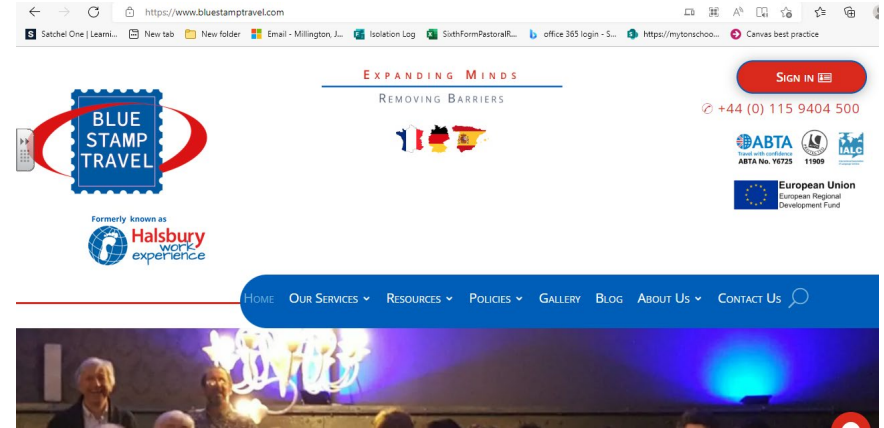 https://www.bluestamptravel.com
S Satchel One | Learni... New tab New folder Email - Millington, J... Isolation Log SixthFormPastoralR... office 365 login - S... https://mytonschoo... Canvas best practice
EXPANDING MINDS
REMOVING BARRIERS
SIGN IN
+44 (0) 115 9404 500
BLUE
STAMP
TRAVEL
ABTA
Travel with confidence
ABTA No. Y6725
11909
IALC
European Union
European Regional
Development Fund
Formerly known as
Halsbury
work
experience
HOME OUR SERVICES RESOURCES POLICIES GALLERY BLOG ABOUT US CONTACT US